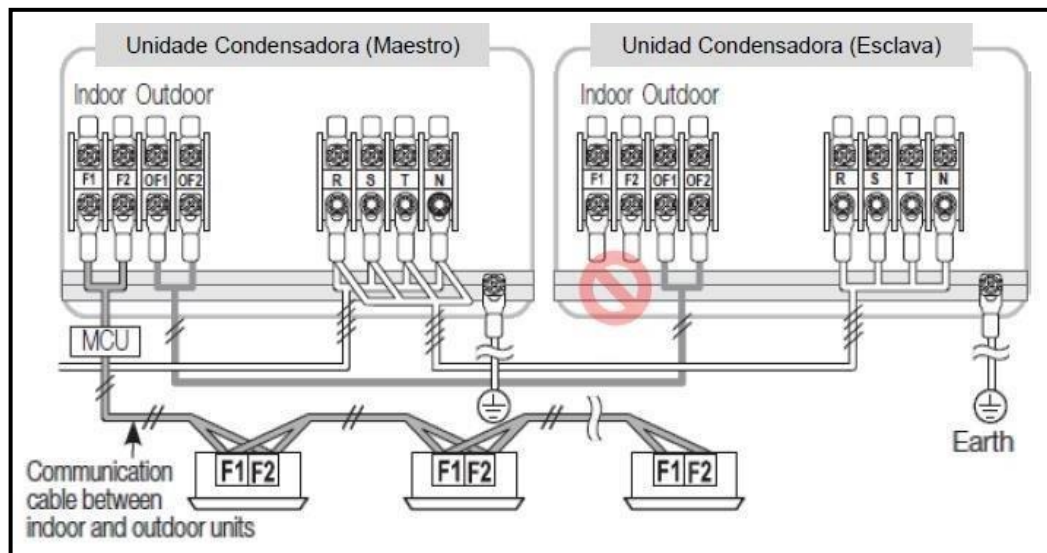 Unidade Condensadora (Maestro)
Unidad Condensadora (Esclava)
Indoor Outdoor
Indoor Outdoor
F1 F2 OF1 OF2
R S T N
F1 F2 OF1 OF2
R S T N
MCU
Earth
F1 F2
F1 F2
F1 F2
Communication
cable between
indoor and outdoor units